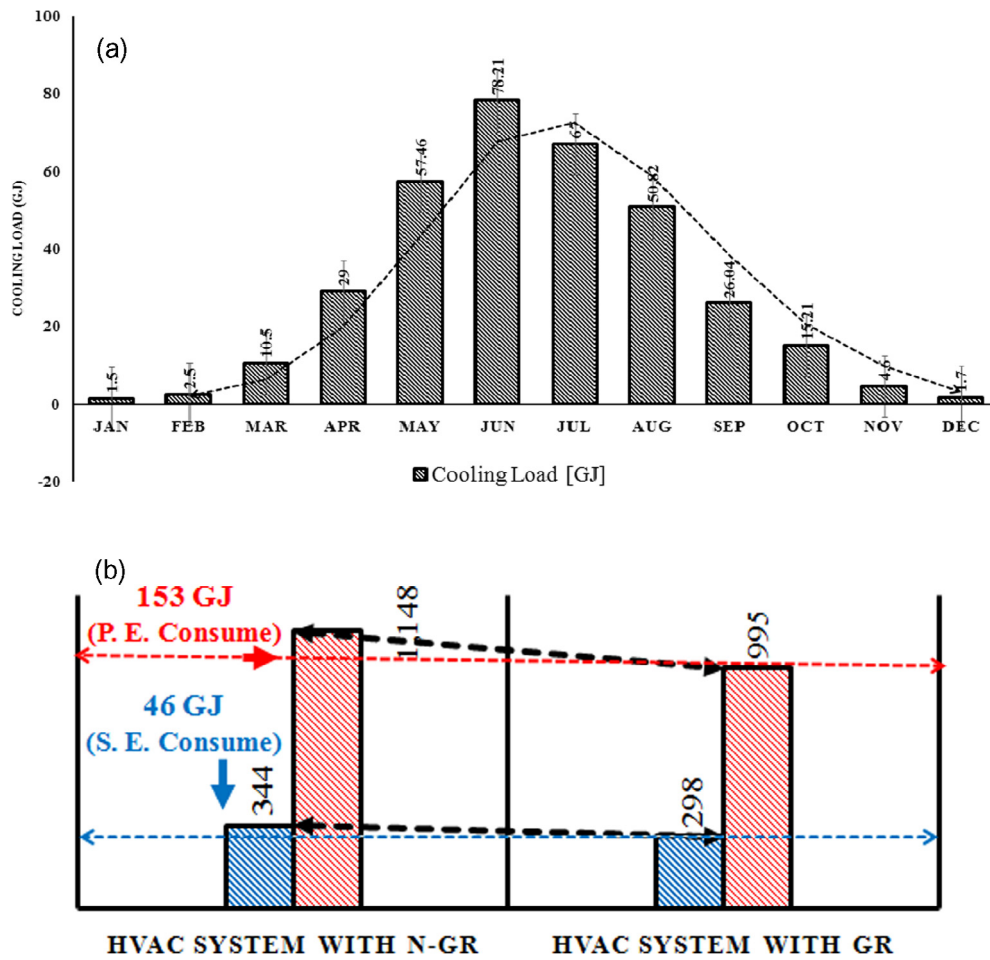 (a)
100
80
60
40
20
0
-20
COOLING LOAD (GJ)
1.5
2.5
10.5
29
57.46
78.21
67
50.82
26.04
15.21
4.6
1.7
JAN FEB MAR APR MAY JUN JUL AUG SEP OCT NOV DEC
Cooling Load [GJ]
(b)
153 GJ
(P. E. Consume)
46 GJ
(S. E. Consume)
344
1,148
298
995
HVAC SYSTEM WITH N-GR
HVAC SYSTEM WITH GR